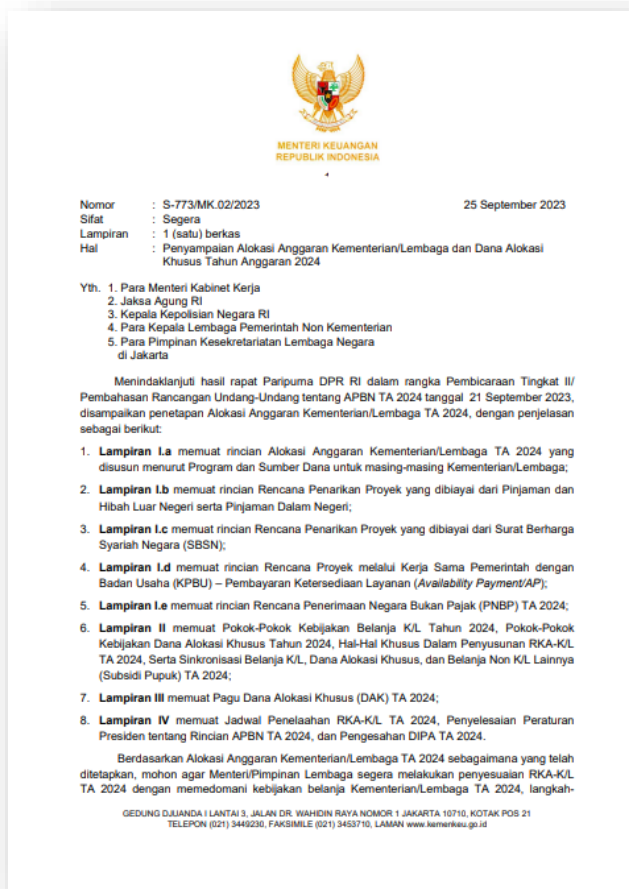 MENTERI KEUANGAN
REPUBLIK INDONESIA
Nomor : S-773/MK.02/2023 25 September 2023
Sifat : Segera
Lampiran : 1 (satu) berkas
Hal : Penyampaian Alokasi Anggaran Kementerian/Lembaga dan Dana Alokasi
Khusus Tahun Anggaran 2024
Yth. 1. Para Menteri Kabinet Kerja
2. Jaksa Agung RI
3. Kepala Kepolisian Negara RI
4. Para Kepala Lembaga Pemerintah Non Kementerian
5. Para Pimpinan Kesekretariatan Lembaga Negara
di Jakarta
Menindaklanjuti hasil rapat Paripurna DPR RI dalam rangka Pembicaraan Tingkat II/
Pembahasan Rancangan Undang-Undang tentang APBN TA 2024 tanggal 21 September 2023,
disampaikan penetapan Alokasi Anggaran Kementerian/Lembaga TA 2024, dengan penjelasan
sebagai berikut:
1. Lampiran I.a memuat rincian Alokasi Anggaran Kementerian/Lembaga TA 2024 yang
disusun menurut Program dan Sumber Dana untuk masing-masing Kementerian/Lembaga;
2. Lampiran I.b memuat rincian Rencana Penarikan Proyek yang dibiayai dari Pinjaman dan
Hibah Luar Negeri serta Pinjaman Dalam Negeri;
3. Lampiran I.c memuat rincian Rencana Penarikan Proyek yang dibiayai dari Surat Berharga
Syariah Negara (SBSN);
4. Lampiran I.d memuat rincian Rencana Proyek melalui Kerja Sama Pemerintah dengan
Badan Usaha (KPBU) – Pembayaran Ketersediaan Layanan (Availability Payment/AP);
5. Lampiran I.e memuat rincian Rencana Penerimaan Negara Bukan Pajak (PNBP) TA 2024;
6. Lampiran II memuat Pokok-Pokok Kebijakan Belanja K/L Tahun 2024, Pokok-Pokok
Kebijakan Dana Alokasi Khusus Tahun 2024, Hal-Hal Khusus Dalam Penyusunan RKA-K/L
TA 2024, Serta Sinkronisasi Belanja K/L, Dana Alokasi Khusus, dan Belanja Non K/L Lainnya
(Subsidi Pupuk) TA 2024;
7. Lampiran III memuat Pagu Dana Alokasi Khusus (DAK) TA 2024;
8. Lampiran IV memuat Jadwal Penelaahan RKA-K/L TA 2024, Penyelesaian Peraturan
Presiden tentang Rincian APBN TA 2024, dan Pengesahan DIPA TA 2024.
Berdasarkan Alokasi Anggaran Kementerian/Lembaga TA 2024 sebagaimana yang telah
ditetapkan, mohon agar Menteri/Pimpinan Lembaga segera melakukan penyesuaian RKA-K/L
TA 2024 dengan memedomani kebijakan belanja Kementerian/Lembaga TA 2024, langkah-
GEDUNG DJUANDA I LANTAI 3, JALAN DR. WAHIDIN RAYA NOMOR 1 JAKARTA 10710, KOTAK POS 21
TELEPON (021) 3449230, FAKSIMILE (021) 3453710, LAMAN www.kemenkeu.go.id